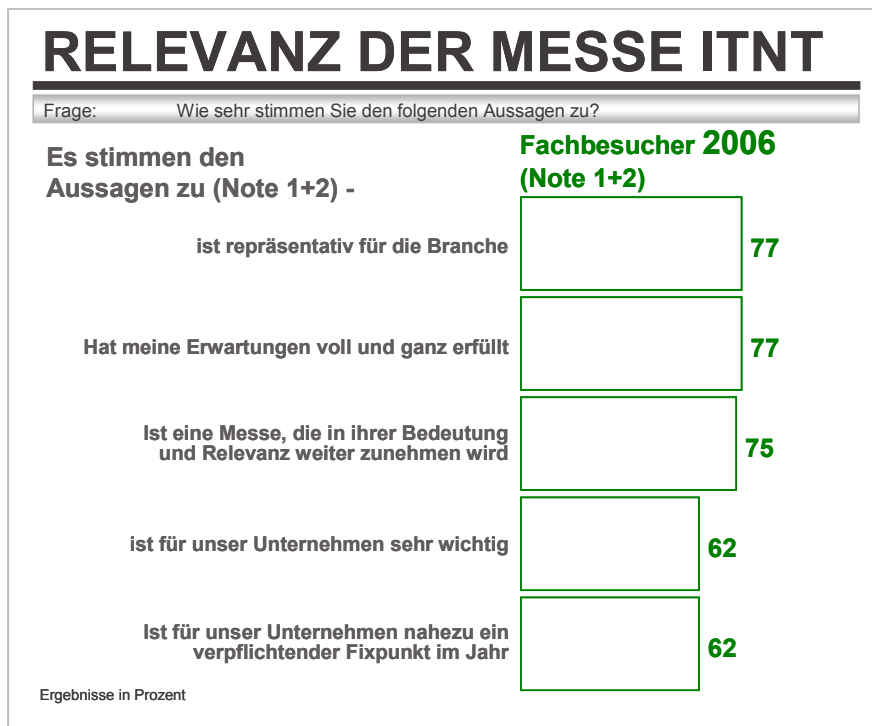 RELEVANZ DER MESSE ITNT
Frage: Wie sehr stimmen Sie den folgenden Aussagen zu?
Es stimmen den
Aussagen zu (Note 1+2) -
Fachbesucher 2006
(Note 1+2)
ist repräsentativ für die Branche 77
Hat meine Erwartungen voll und ganz erfüllt 77
Ist eine Messe, die in ihrer Bedeutung
und Relevanz weiter zunehmen wird 75
ist für unser Unternehmen sehr wichtig 62
Ist für unser Unternehmen nahezu ein
verpflichtender Fixpunkt im Jahr 62
Ergebnisse in Prozent